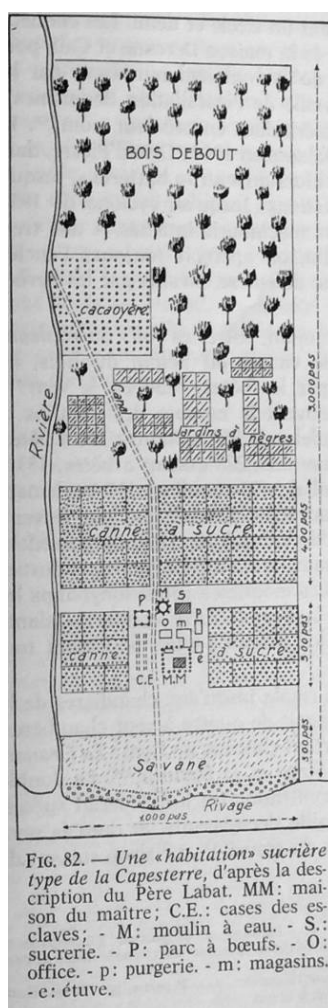 BOIS DEBOUT
cacaoyère
Canal
Rivière
Jardins à nègres
3.000 pas
canne à sucre
400 pas
P M S
O m p
canne à sucre
C.E. M.M e
300 pas
Savane
300 pas
Rivage
1.000 pas
FIG. 82. — Une «habitation» sucrière
type de la Capesterre, d'après la des-
cription du Père Labat. MM: mai-
son du maître; C.E.: cases des es-
claves; - M: moulin à eau. - S.:
sucrerie. - P: parc à bœufs. - O:
office. - p: purgerie. - m: magasins.
- e: étuve.